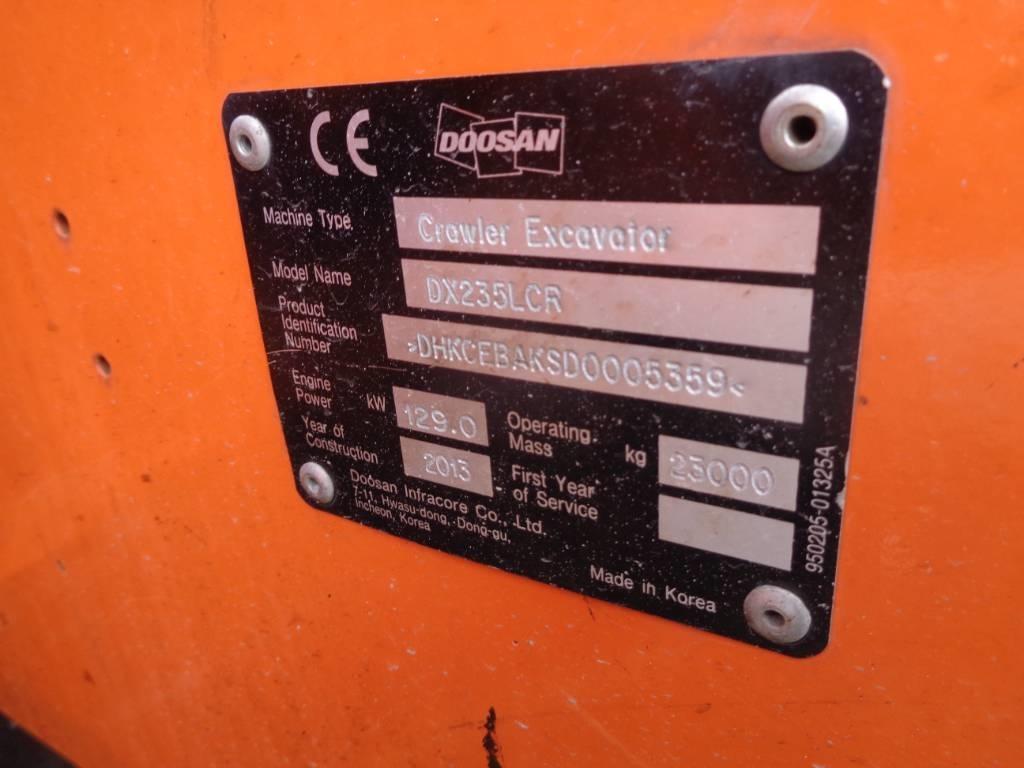 CE DOOSAN
Machine Type Crawler Excavator
Model Name DX235LCR
Product
Identification
Number >DHKCEBAKSD0005359<
Engine
Power kW 129.0 Operating
Mass kg 23000
Year of
Construction 2013 First Year
of Service
Doosan Infracore Co., Ltd.
7-11, Hwasu-dong, Dong-gu,
Incheon, Korea
Made in Korea
950205-01325A